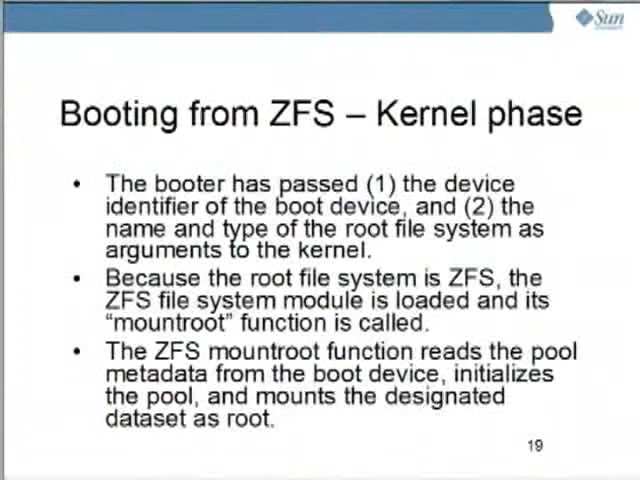 Sun
Booting from ZFS – Kernel phase
• The booter has passed (1) the device
identifier of the boot device, and (2) the
name and type of the root file system as
arguments to the kernel.
• Because the root file system is ZFS, the
ZFS file system module is loaded and its
“mountroot” function is called.
• The ZFS mountroot function reads the pool
metadata from the boot device, initializes
the pool, and mounts the designated
dataset as root.
19